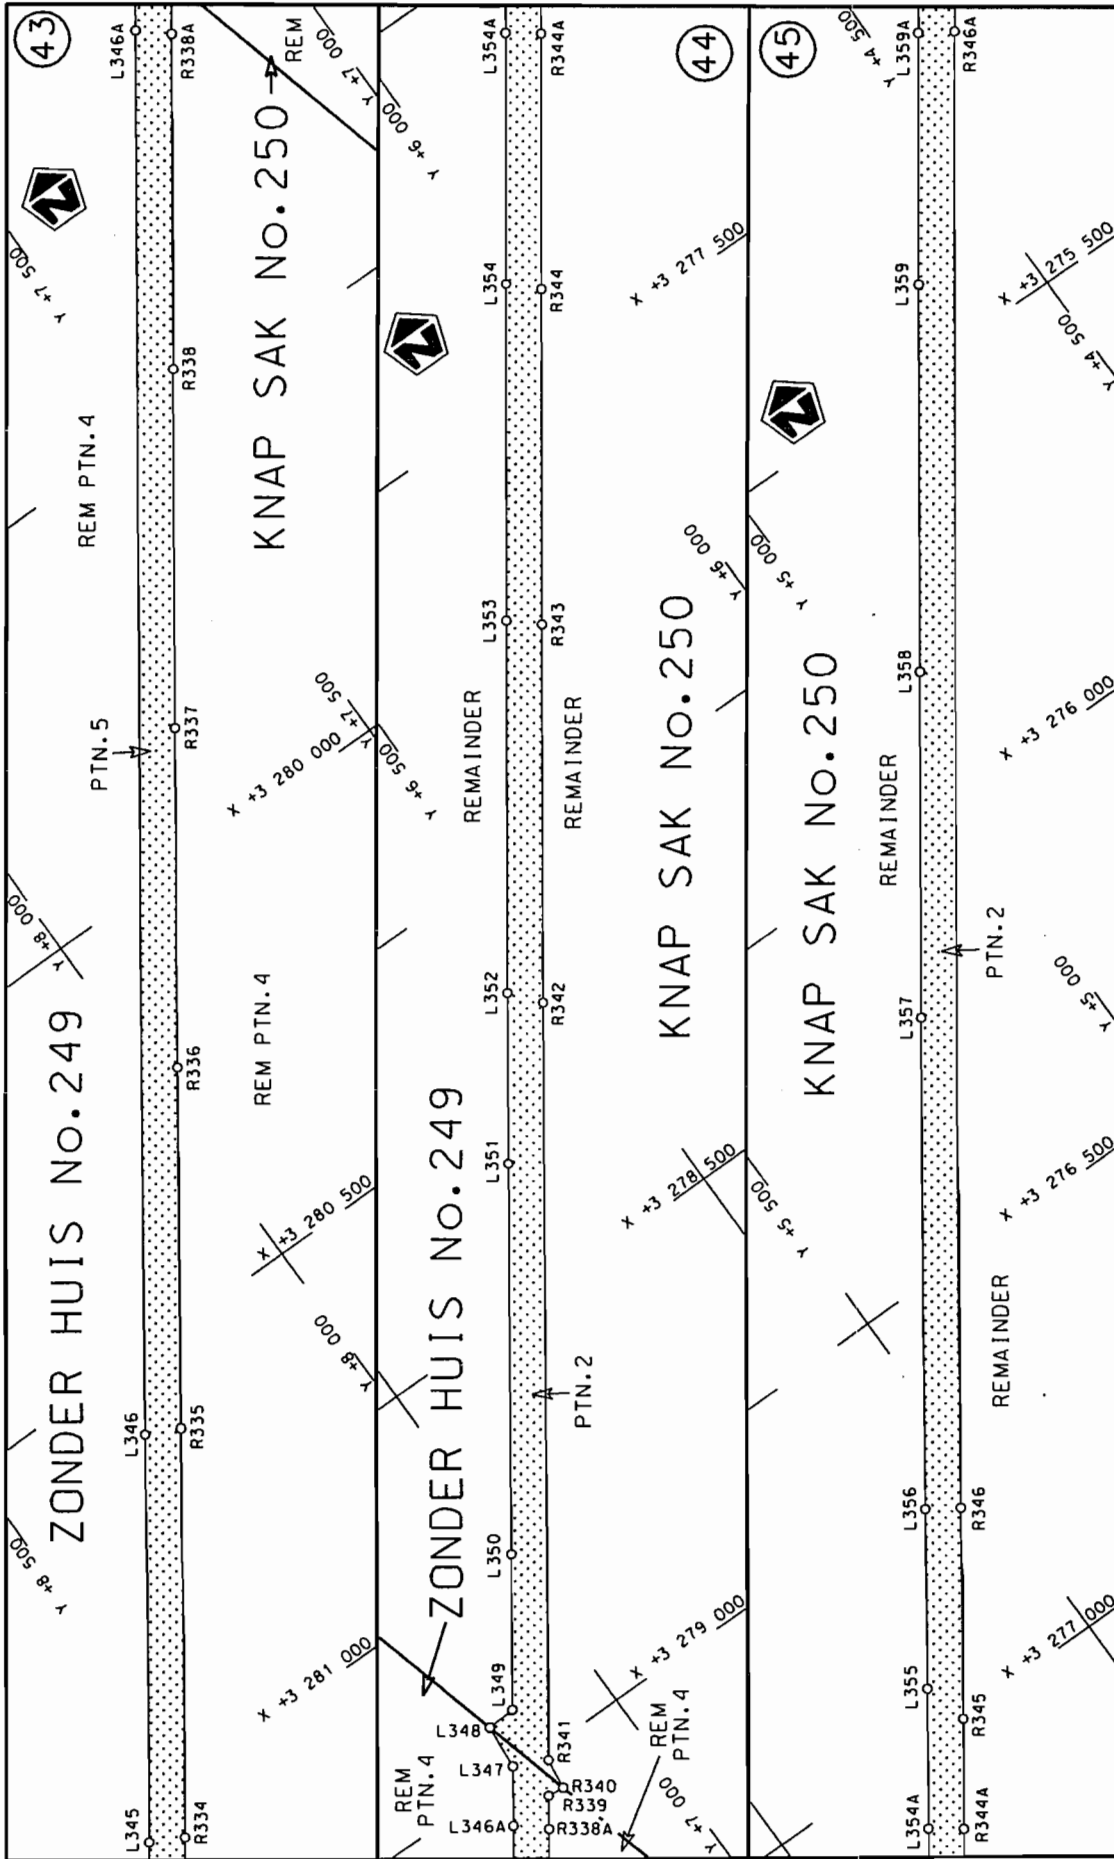 43
L345
L346
L346A
R334
R335
R336
R337
R338
R338A
Y +8 500
Y +8 000
Y +7 500
ZONDER HUIS No.249
PTN.5
REM PTN.4
REM PTN.4
KNAP SAK No.250
REM
X +3 281 000
Y +8 000
X +3 280 500
X +3 280 000
Y +7 500
Y +7 000
N
44
REM
PTN.4
L346A
L347
L348
L349
L350
L351
L352
L353
L354
L354A
R338A
R339
R340
R341
R342
R343
R344
R344A
ZONDER HUIS No.249
Y +6 500
Y +6 000
REMAINDER
REMAINDER
PTN.2
REM
PTN.4
KNAP SAK No.250
Y +7 000
X +3 279 000
X +3 278 500
Y +6 000
X +3 277 500
N
45
L354A
L355
L356
L357
L358
L359
L359A
R344A
R345
R346
R346A
Y +5 500
Y +5 000
Y +4 500
KNAP SAK No.250
REMAINDER
PTN.2
REMAINDER
X +3 277 000
X +3 276 500
Y +5 000
X +3 276 000
Y +4 500
X +3 275 500
N